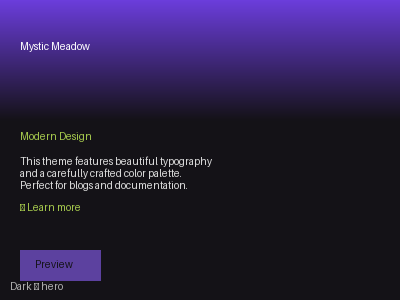 Mystic Meadow
Modern Design
This theme features beautiful typography
and a carefully crafted color palette.
Perfect for blogs and documentation.
Learn more
Preview
Dark hero